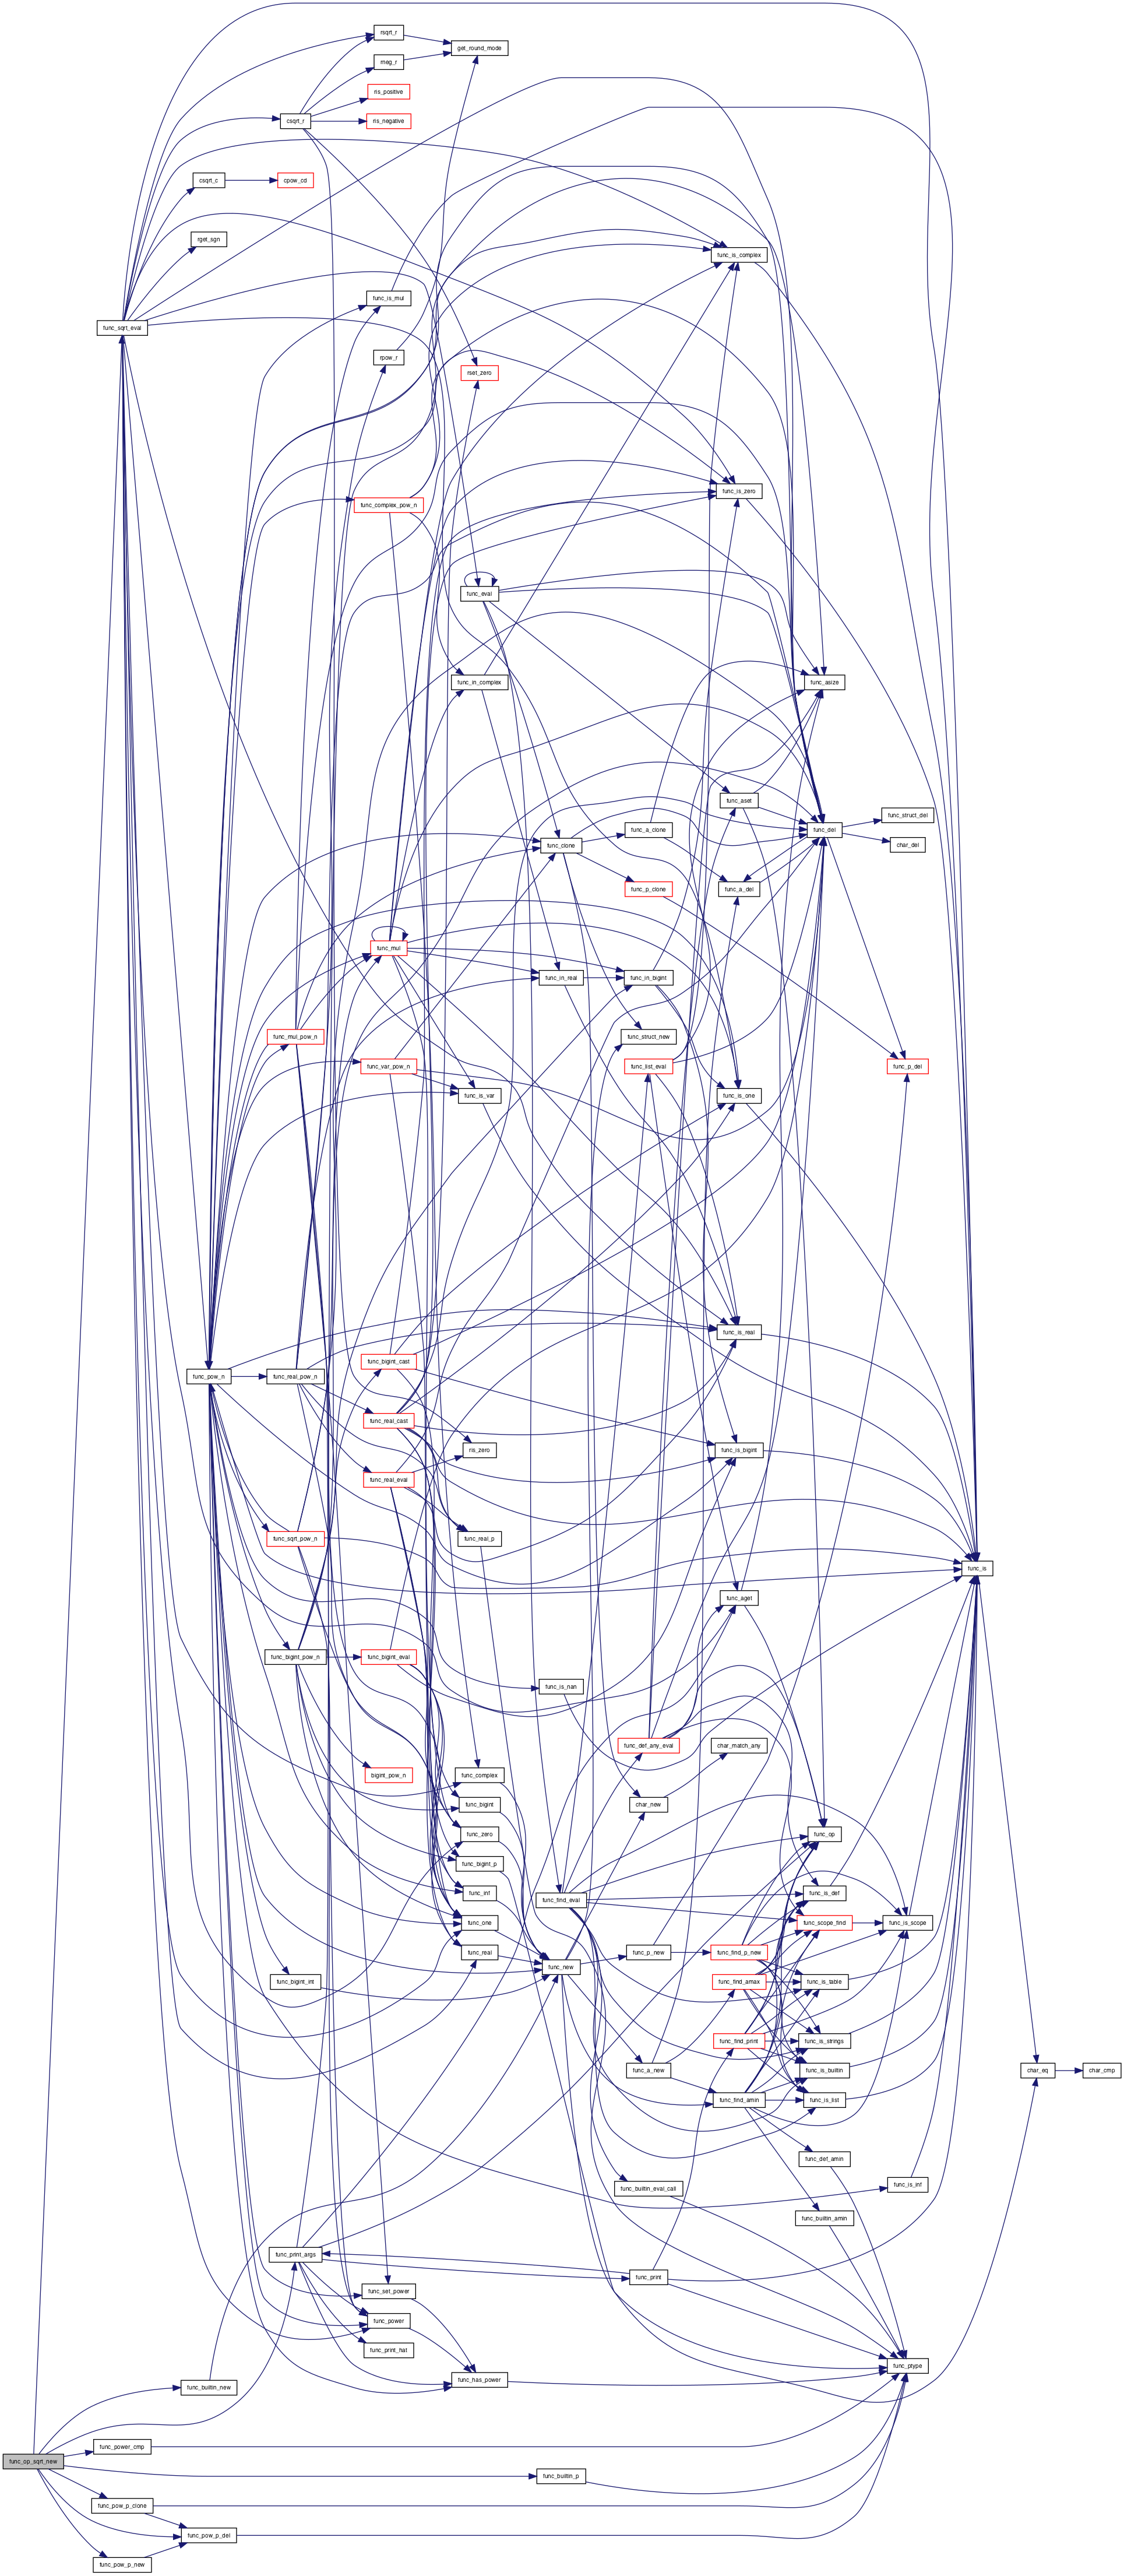 rsqrt_r
get_round_mode
rneg_r
ris_positive
csqrt_r
ris_negative
csqrt_c
cpow_cd
rget_sgn
func_is_complex
func_is_mul
func_sqrt_eval
rpow_r
rset_zero
func_is_zero
func_complex_pow_n
func_eval
func_in_complex
func_asize
func_aset
func_struct_del
func_a_clone
func_del
func_clone
char_del
func_p_clone
func_a_del
func_mul
func_in_real
func_in_bigint
func_mul_pow_n
func_struct_new
func_var_pow_n
func_list_eval
func_p_del
func_is_var
func_is_one
func_is_real
func_bigint_cast
func_pow_n
func_real_pow_n
func_real_cast
ris_zero
func_is_bigint
func_real_eval
func_sqrt_pow_n
func_real_p
func_is
func_aget
func_bigint_pow_n
func_bigint_eval
func_is_nan
func_def_any_eval
char_match_any
bigint_pow_n
func_complex
func_bigint
char_new
func_zero
func_op
func_bigint_p
func_inf
func_find_eval
func_is_def
func_one
func_scope_find
func_is_scope
func_real
func_p_new
func_find_p_new
func_new
func_bigint_int
func_find_amax
func_is_table
func_find_print
func_is_strings
func_a_new
func_is_builtin
char_eq
char_cmp
func_find_amin
func_is_list
func_def_amin
func_builtin_eval_call
func_is_inf
func_builtin_amin
func_print_args
func_print
func_set_power
func_power
func_print_hat
func_ptype
func_has_power
func_builtin_new
func_power_cmp
func_op_sqrt_new
func_builtin_p
func_pow_p_clone
func_pow_p_del
func_pow_p_new